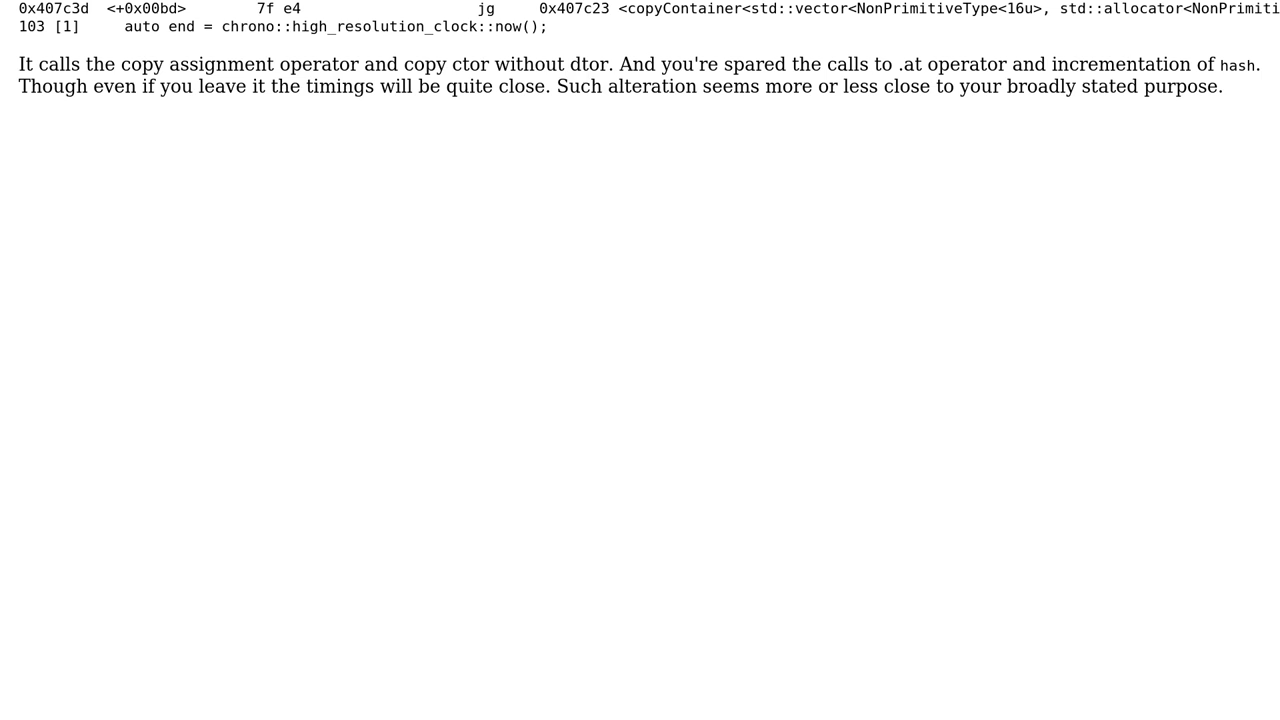 0x407c3d  <+0x00bd>        7f e4                    jg     0x407c23 <copyContainer<std::vector<NonPrimitiveType<16u>, std::allocator<NonPrimiti
103 [1]     auto end = chrono::high_resolution_clock::now();
It calls the copy assignment operator and copy ctor without dtor. And you're spared the calls to .at operator and incrementation of hash.
Though even if you leave it the timings will be quite close. Such alteration seems more or less close to your broadly stated purpose.